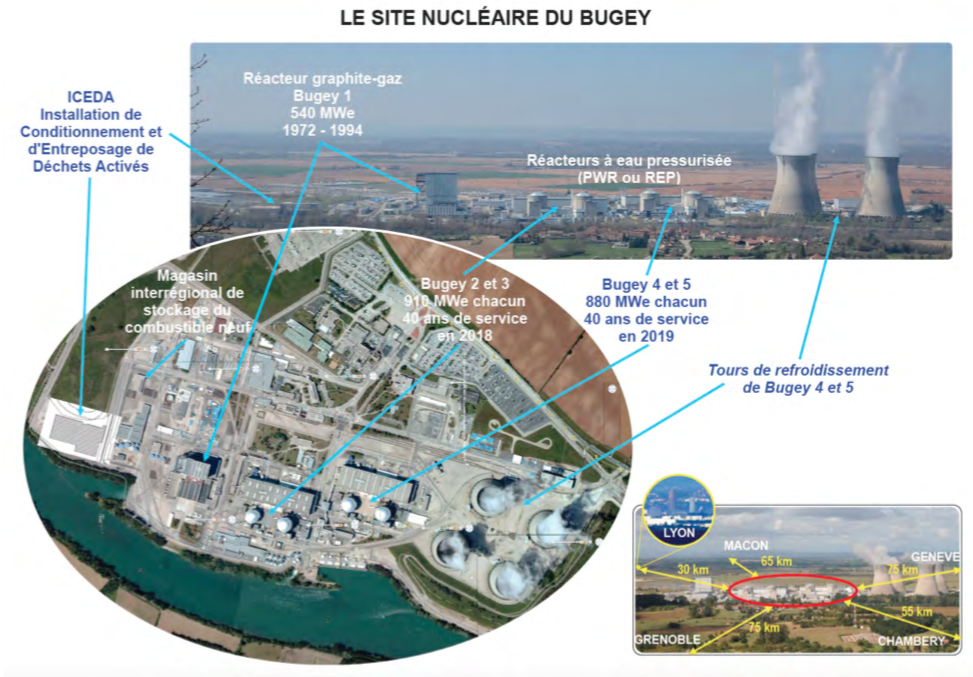 LE SITE NUCLÉAIRE DU BUGEY
ICEDA
Installation de
Conditionnement et
d'Entreposage de
Déchets Activés
Réacteur graphite-gaz
Bugey 1
540 MWe
1972 - 1994
Réacteurs à eau pressurisée
(PWR ou REP)
Magasin
interrégional de
stockage du
combustible neuf
Bugey 2 et 3
910 MWe chacun
40 ans de service
en 2018
Bugey 4 et 5
880 MWe chacun
40 ans de service
en 2019
Tours de refroidissement
de Bugey 4 et 5
LYON
MACON
GENEVE
30 km
65 km
75 km
75 km
55 km
GRENOBLE
CHAMBERY